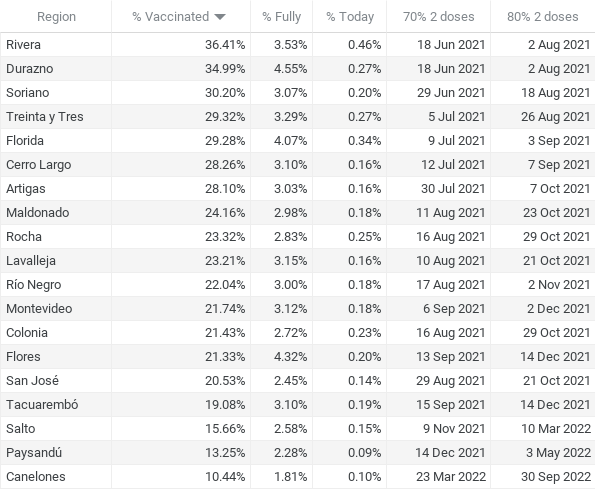 Region % Vaccinated % Fully % Today 70% 2 doses 80% 2 doses
Rivera 36.41% 3.53% 0.46% 18 Jun 2021 2 Aug 2021
Durazno 34.99% 4.55% 0.27% 18 Jun 2021 2 Aug 2021
Soriano 30.20% 3.07% 0.20% 29 Jun 2021 18 Aug 2021
Treinta y Tres 29.32% 3.29% 0.27% 5 Jul 2021 26 Aug 2021
Florida 29.28% 4.07% 0.34% 9 Jul 2021 3 Sep 2021
Cerro Largo 28.26% 3.10% 0.16% 12 Jul 2021 7 Sep 2021
Artigas 28.10% 3.03% 0.16% 30 Jul 2021 7 Oct 2021
Maldonado 24.16% 2.98% 0.18% 11 Aug 2021 23 Oct 2021
Rocha 23.32% 2.83% 0.25% 16 Aug 2021 29 Oct 2021
Lavalleja 23.21% 3.15% 0.16% 10 Aug 2021 21 Oct 2021
Río Negro 22.04% 3.00% 0.18% 17 Aug 2021 2 Nov 2021
Montevideo 21.74% 3.12% 0.18% 6 Sep 2021 2 Dec 2021
Colonia 21.43% 2.72% 0.23% 16 Aug 2021 29 Oct 2021
Flores 21.33% 4.32% 0.20% 13 Sep 2021 14 Dec 2021
San José 20.53% 2.45% 0.14% 29 Aug 2021 21 Oct 2021
Tacuarembó 19.08% 3.10% 0.19% 15 Sep 2021 14 Dec 2021
Salto 15.66% 2.58% 0.15% 9 Nov 2021 10 Mar 2022
Paysandú 13.25% 2.28% 0.09% 14 Dec 2021 3 May 2022
Canelones 10.44% 1.81% 0.10% 23 Mar 2022 30 Sep 2022